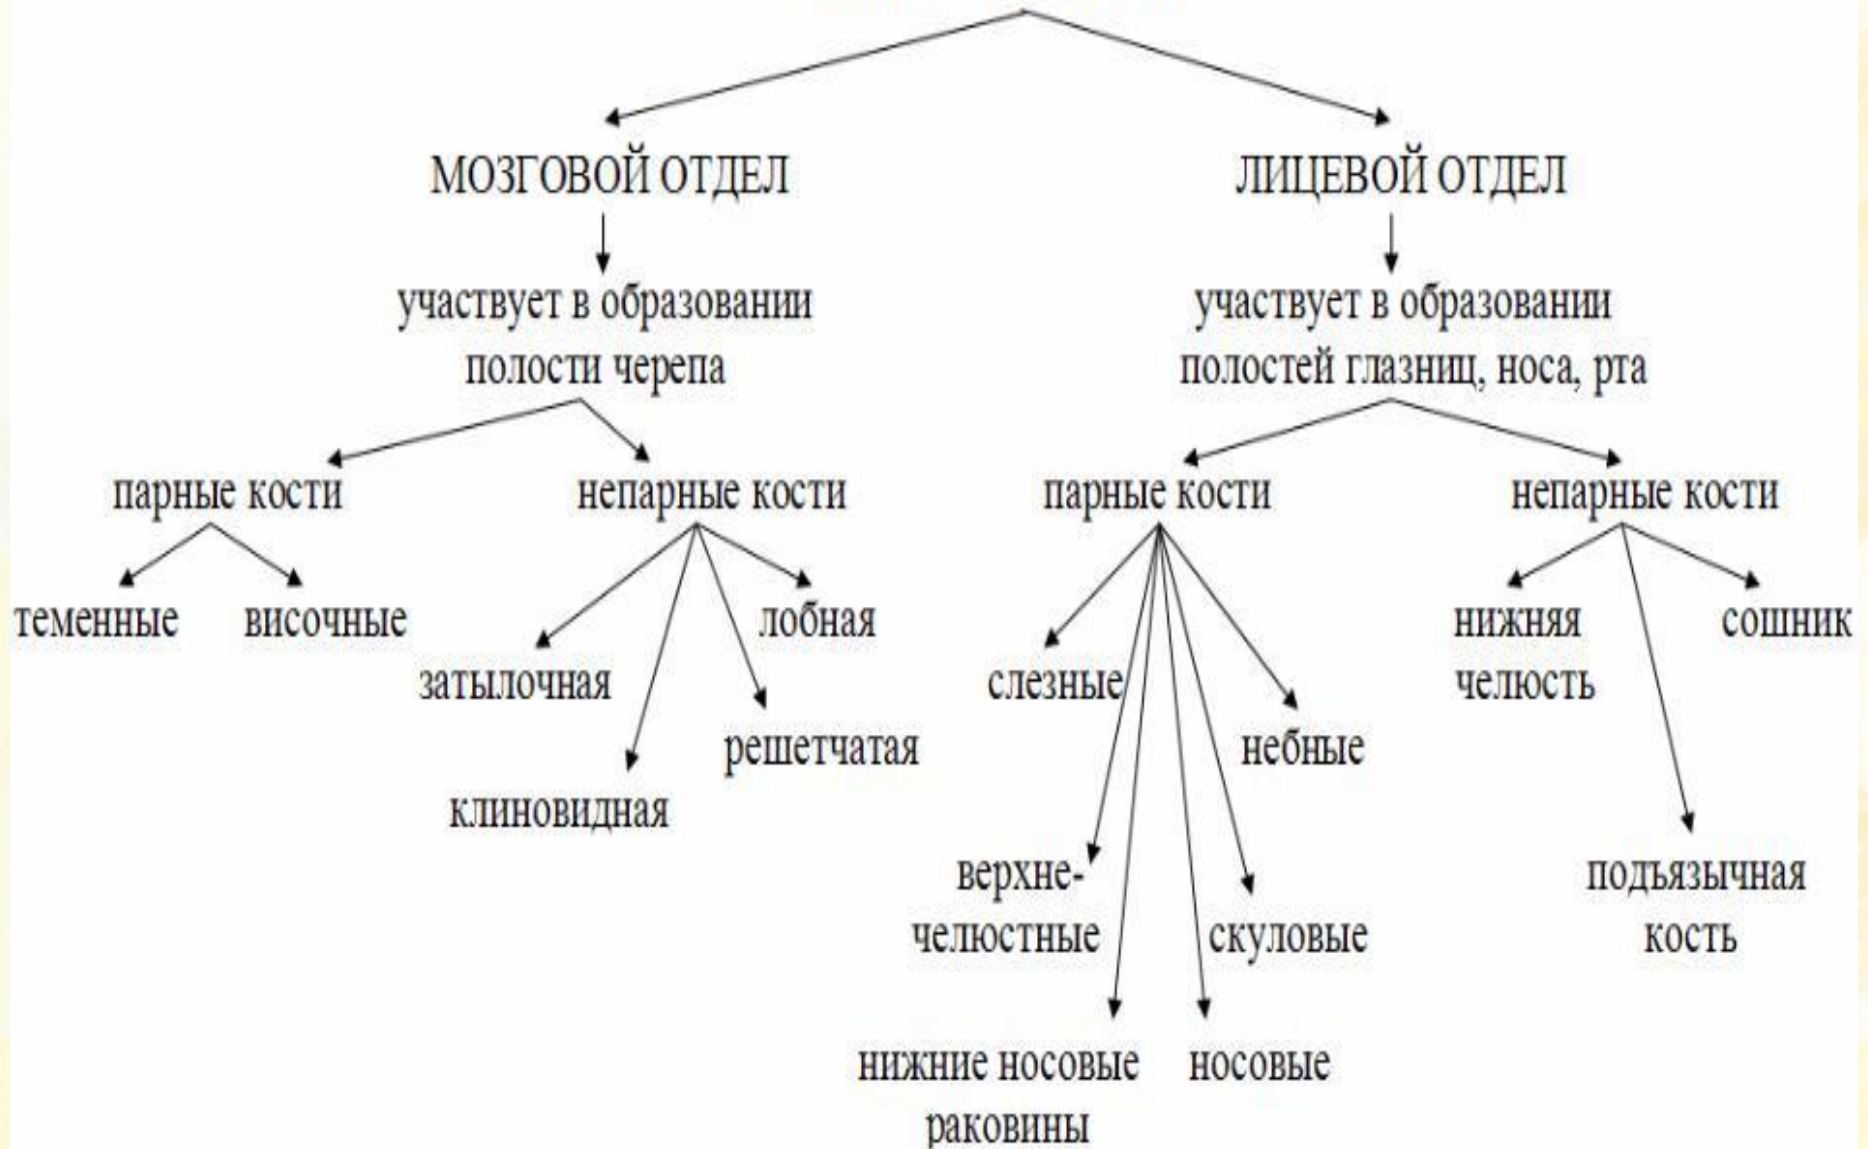 МОЗГОВОЙ ОТДЕЛ
ЛИЦЕВОЙ ОТДЕЛ
участвует в образовании
полости черепа
участвует в образовании
полостей глазниц, носа, рта
парные кости
непарные кости
парные кости
непарные кости
теменные
височные
затылочная
клиновидная
решетчатая
лобная
слезные
верхне-
челюстные
нижние носовые
раковины
носовые
скуловые
небные
нижняя
челюсть
подъязычная
кость
сошник